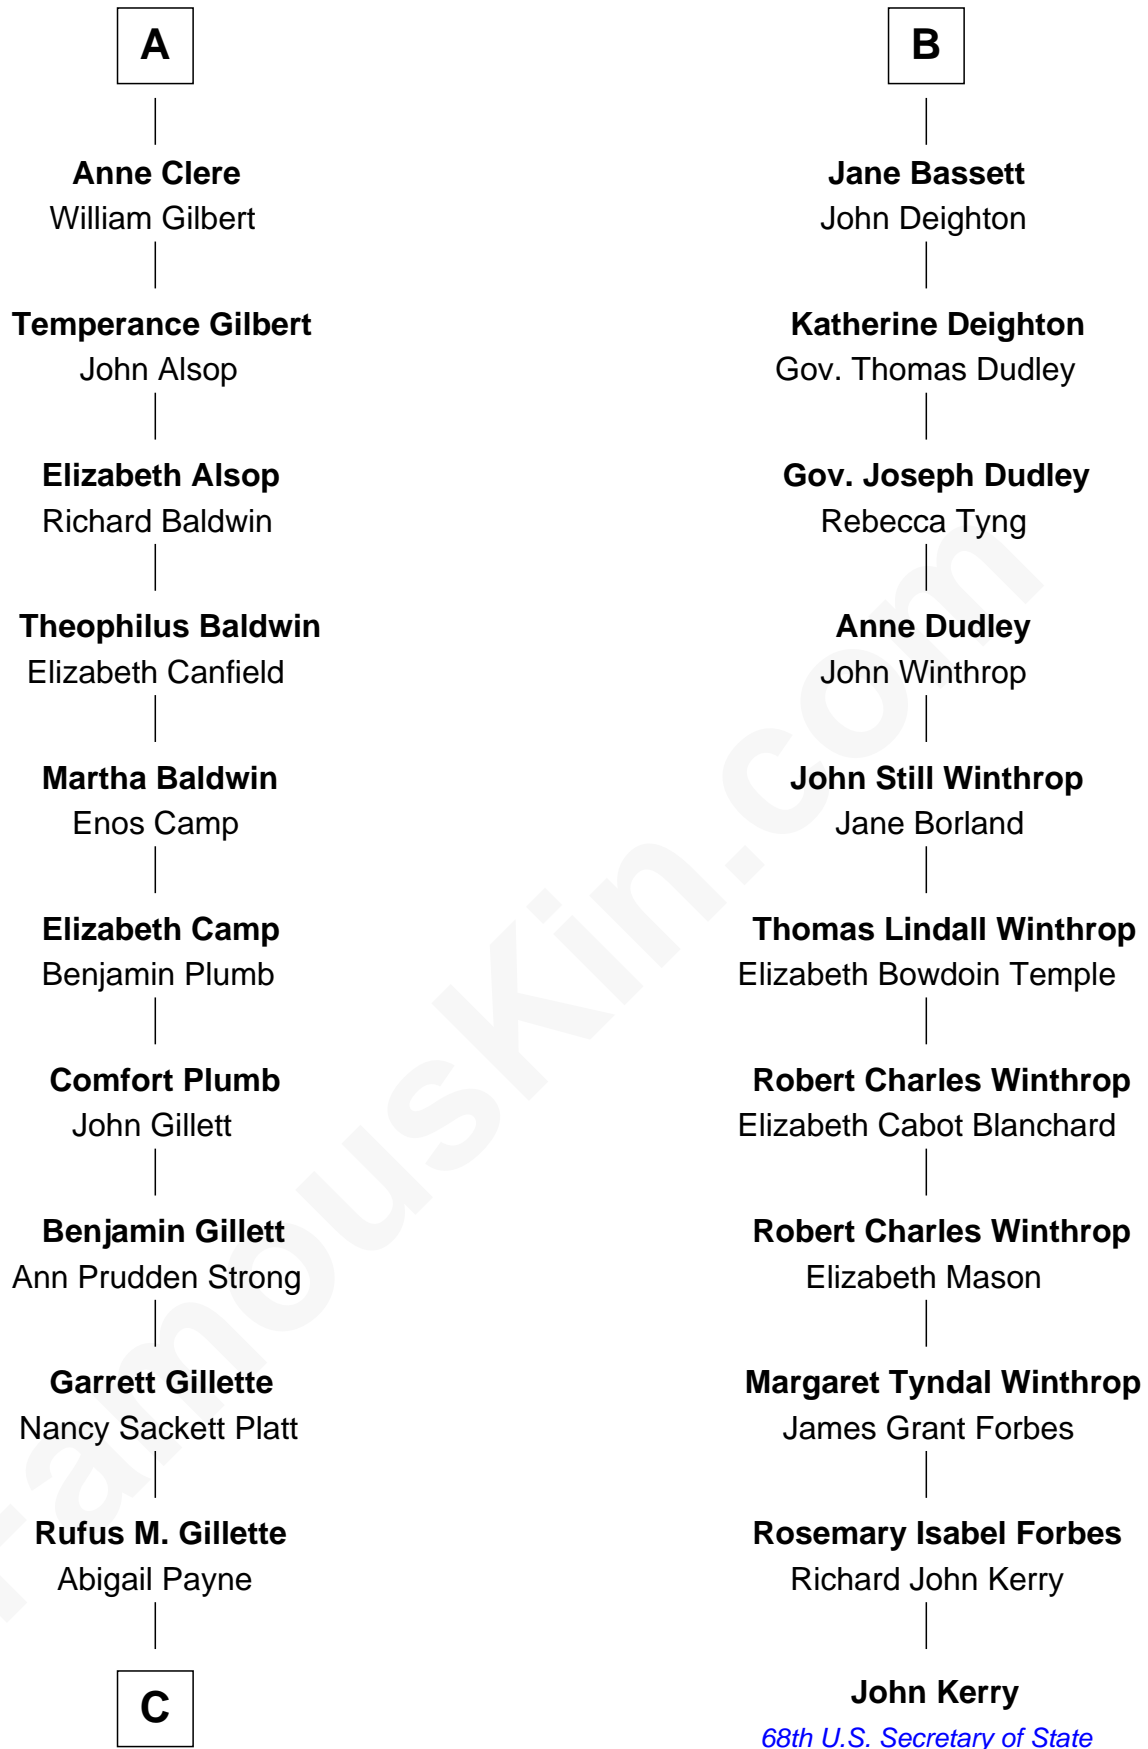 A
Anne Clere
William Gilbert
Temperance Gilbert
John Alsop
Elizabeth Alsop
Richard Baldwin
Theophilus Baldwin
Elizabeth Canfield
Martha Baldwin
Enos Camp
Elizabeth Camp
Benjamin Plumb
Comfort Plumb
John Gillett
Benjamin Gillett
Ann Prudden Strong
Garrett Gillette
Nancy Sackett Platt
Rufus M. Gillette
Abigail Payne
C
B
Jane Bassett
John Deighton
Katherine Deighton
Gov. Thomas Dudley
Gov. Joseph Dudley
Rebecca Tyng
Anne Dudley
John Winthrop
John Still Winthrop
Jane Borland
Thomas Lindall Winthrop
Elizabeth Bowdoin Temple
Robert Charles Winthrop
Elizabeth Cabot Blanchard
Robert Charles Winthrop
Elizabeth Mason
Margaret Tyndal Winthrop
James Grant Forbes
Rosemary Isabel Forbes
Richard John Kerry
John Kerry
68th U.S. Secretary of State
FamousKin.com